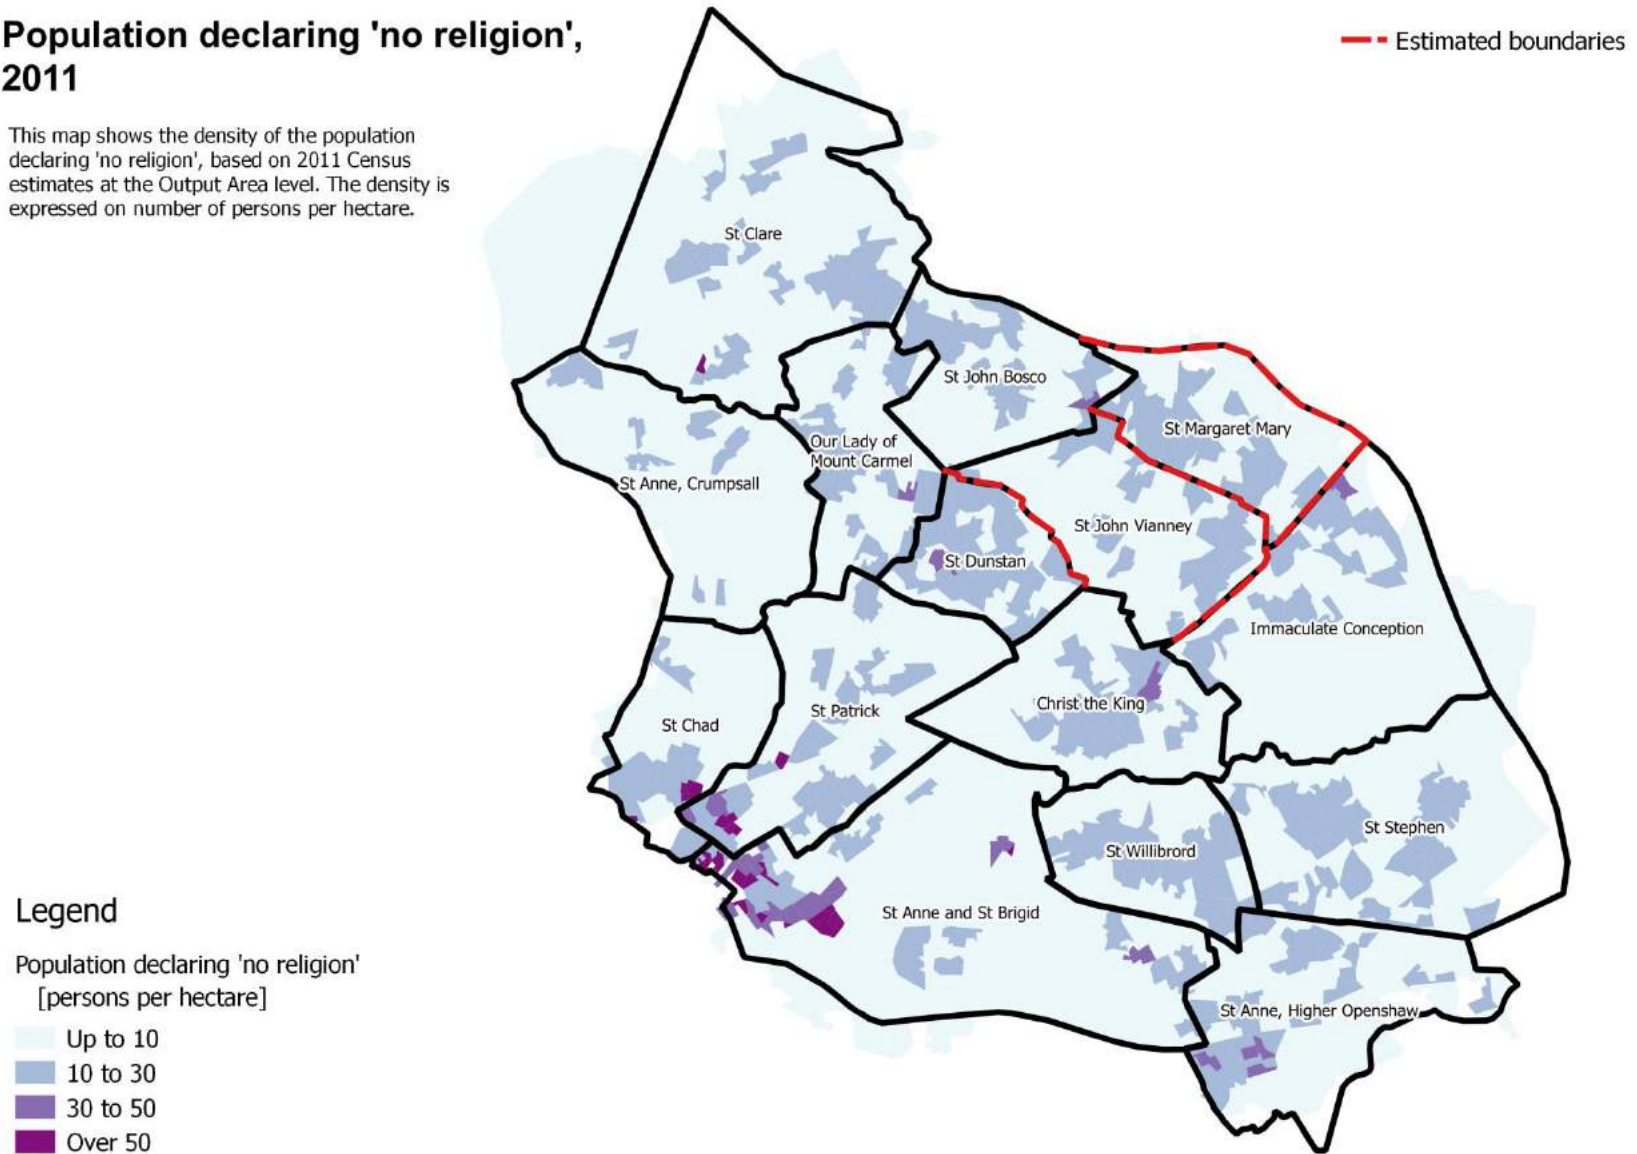 Population declaring 'no religion',
2011
Estimated boundaries
This map shows the density of the population
declaring 'no religion', based on 2011 Census
estimates at the Output Area level. The density is
expressed on number of persons per hectare.
St Clare
St John Bosco
St Margaret Mary
Our Lady of
Mount Carmel
St Anne, Crumpsall
St John Vianney
St Dunstan
Immaculate Conception
Christ the King
St Patrick
St Chad
St Stephen
St Willibrord
St Anne and St Brigid
St Anne, Higher Openshaw
Legend
Population declaring 'no religion'
[persons per hectare]
Up to 10
10 to 30
30 to 50
Over 50